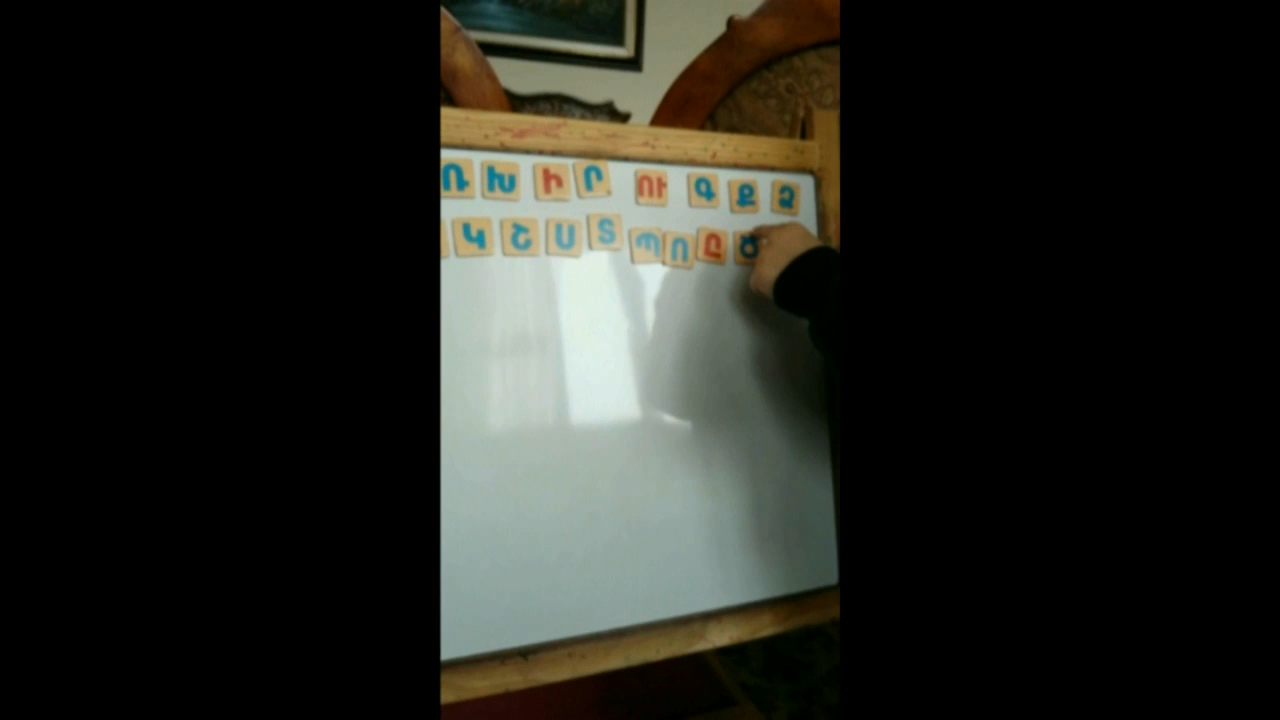 Ռ Խ Ի Ր ՈՒ Գ Ք Ձ
Կ Շ Ս Տ Պ Ո Ը Ծ